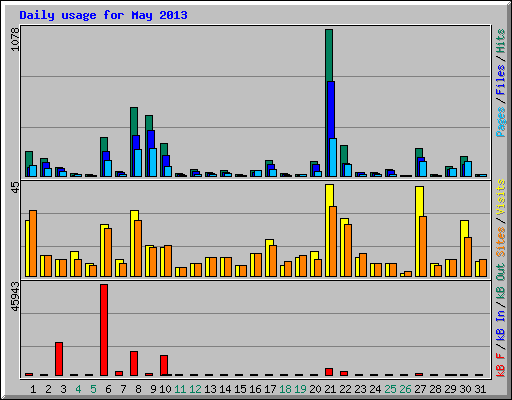 Daily usage for May 2013
1078
Pages / Files / Hits
45
Sites / Visits
45943
kB F / kB In / kB Out
1 2 3 4 5 6 7 8 9 10 11 12 13 14 15 16 17 18 19 20 21 22 23 24 25 26 27 28 29 30 31